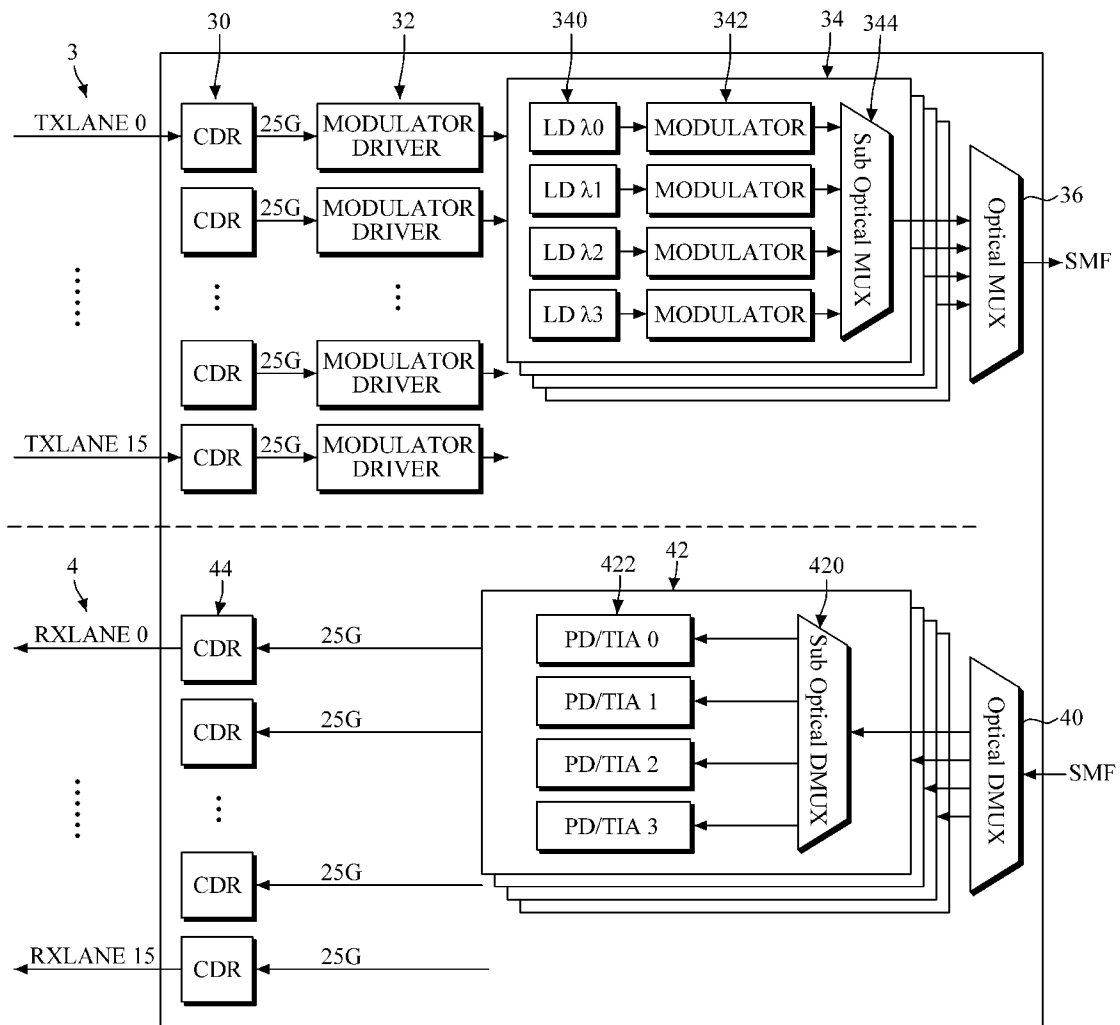 30
32
340
342
34
344
3
TXLANE 0
CDR
25G
MODULATOR
DRIVER
LD λ0
MODULATOR
CDR
25G
MODULATOR
DRIVER
LD λ1
MODULATOR
LD λ2
MODULATOR
LD λ3
MODULATOR
Sub Optical MUX
Optical MUX
36
SMF
CDR
25G
MODULATOR
DRIVER
TXLANE 15
CDR
25G
MODULATOR
DRIVER
4
44
422
42
420
RXLANE 0
CDR
25G
PD/TIA 0
CDR
25G
PD/TIA 1
PD/TIA 2
PD/TIA 3
Sub Optical DMUX
Optical DMUX
40
SMF
CDR
25G
RXLANE 15
CDR
25G